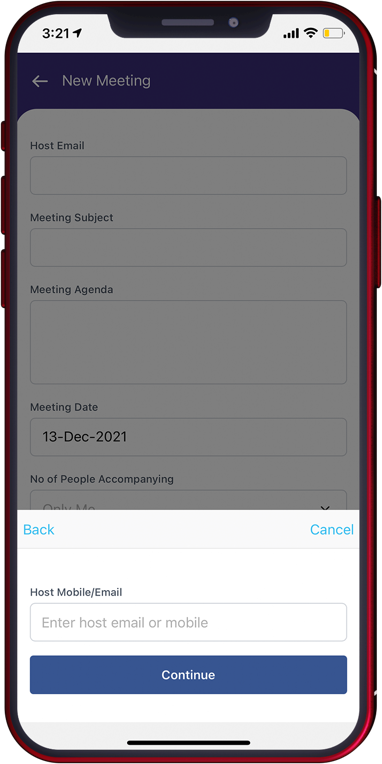 3:21
New Meeting
Host Email
Meeting Subject
Meeting Agenda
Meeting Date
13-Dec-2021
No of People Accompanying
Only Me
Back
Cancel
Host Mobile/Email
Enter host email or mobile
Continue